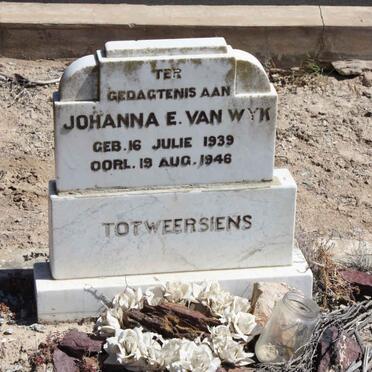 TER
GEDAGTENIS AAN
JOHANNA E. VAN WYK
GEB. 16 JULIE 1939
OORL. 19 AUG. 1946
TOTWEERSIENS